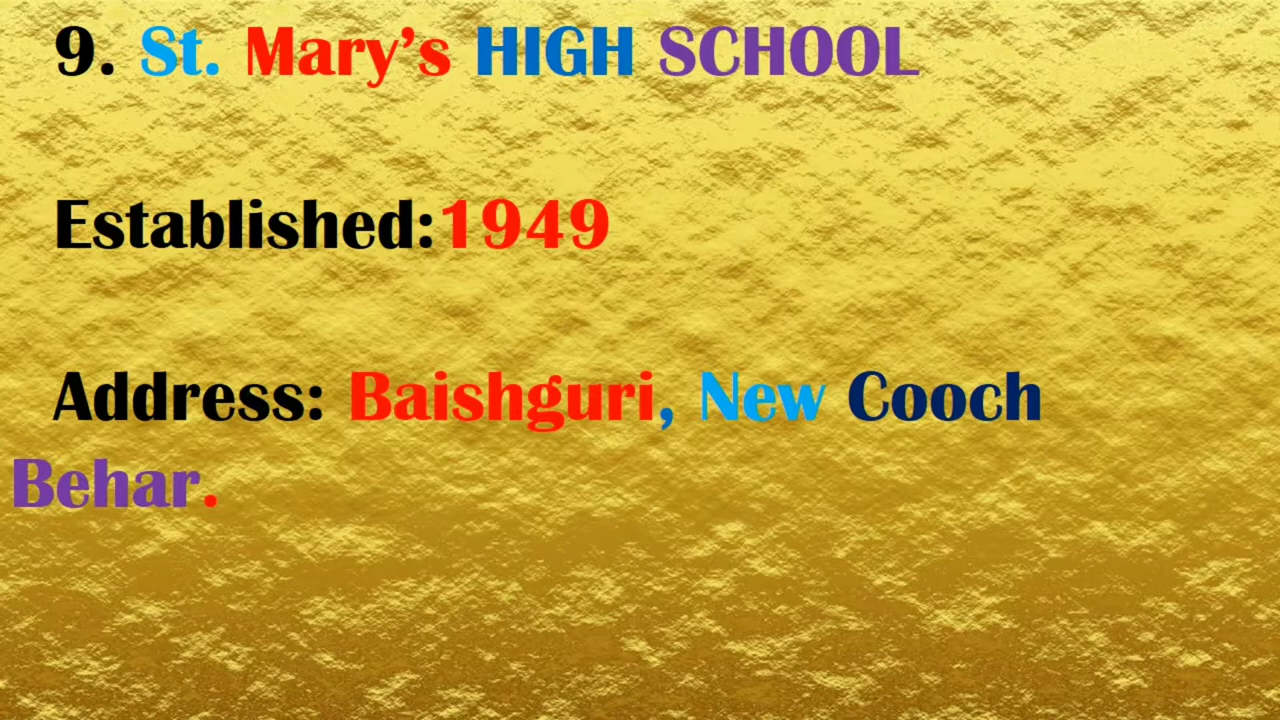 9. St. Mary’s HIGH SCHOOL
Established:1949
Address: Baishguri, New Cooch
Behar.